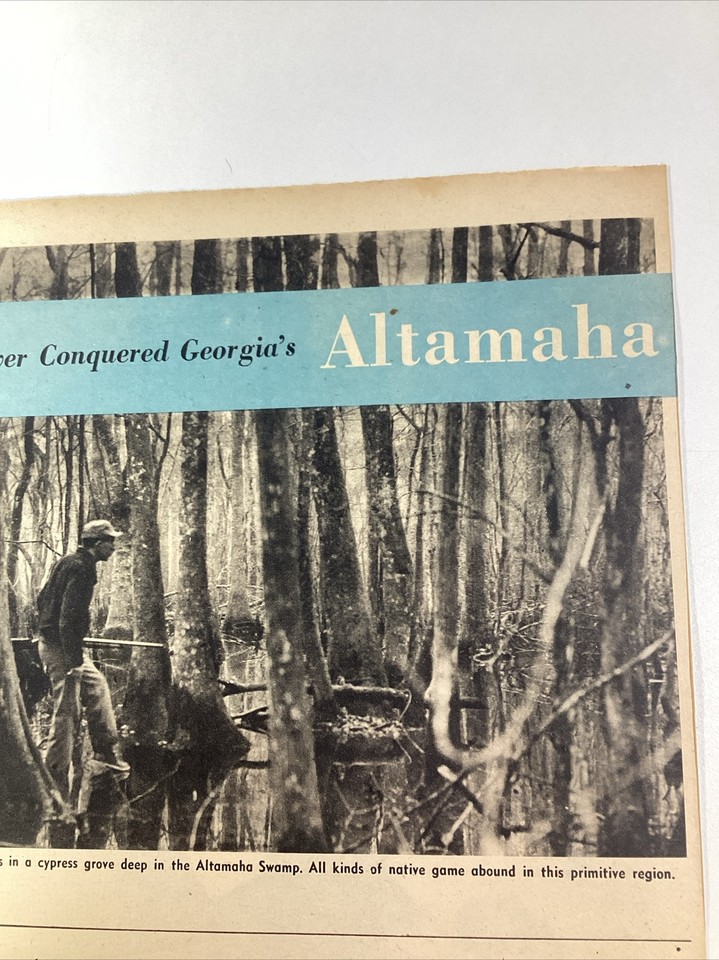 Conquered Georgia's Altamaha
in a cypress grove deep in the Altamaha Swamp. All kinds of native game abound in this primitive region.